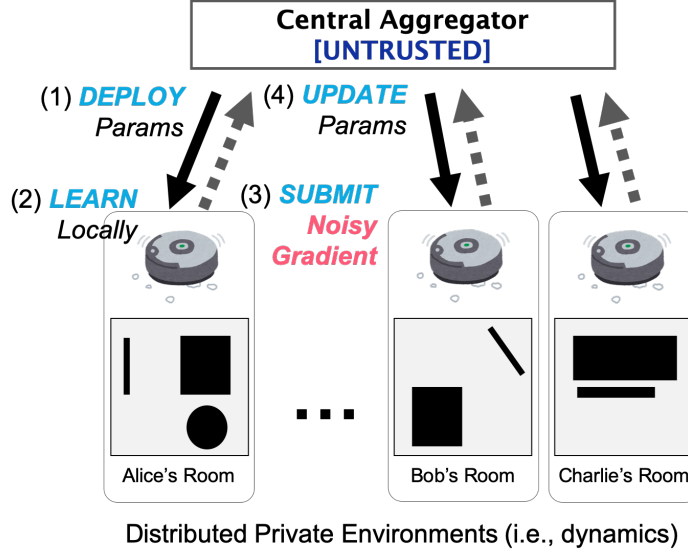 Central Aggregator
[UNTRUSTED]
(1) DEPLOY
Params
(4) UPDATE
Params
(2) LEARN
Locally
(3) SUBMIT
Noisy
Gradient
...
Alice's Room
Bob's Room
Charlie's Room
Distributed Private Environments (i.e., dynamics)